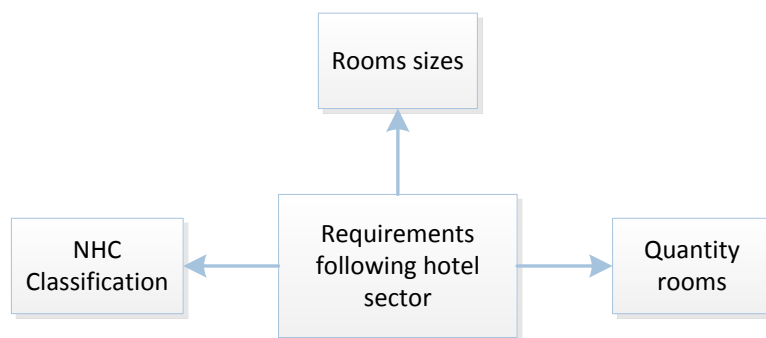 Rooms sizes
NHC
Classification
Requirements
following hotel
sector
Quantity
rooms